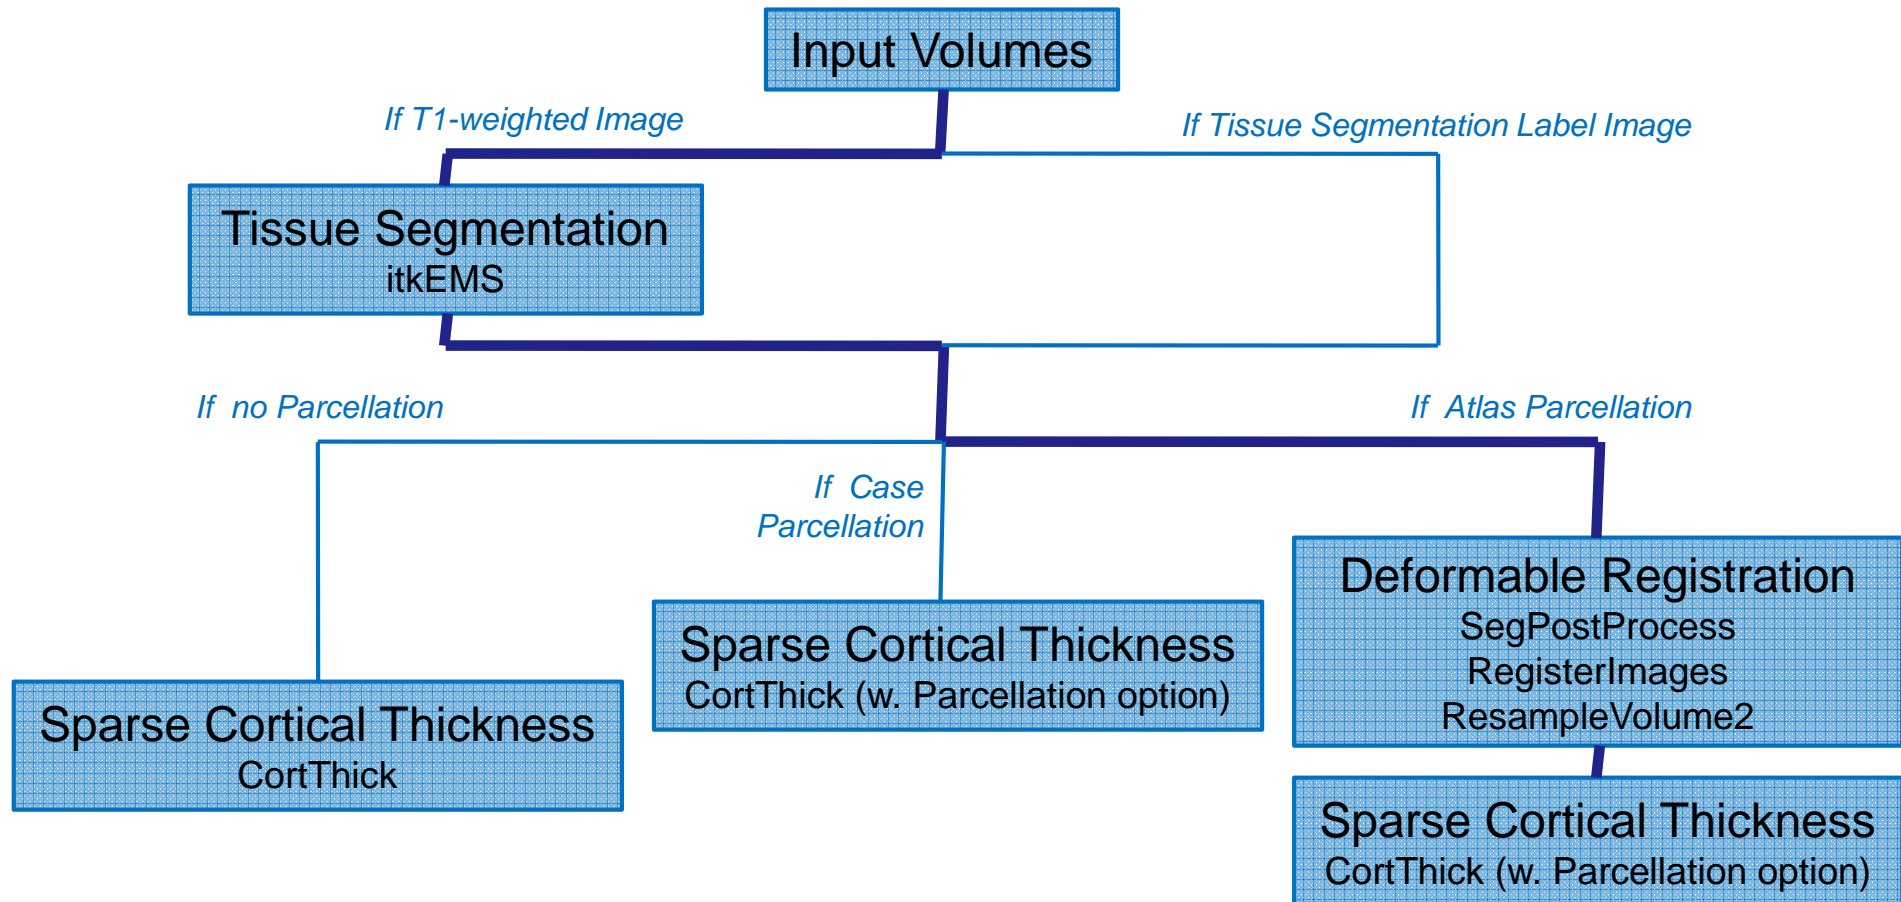 Input Volumes
If T1-weighted Image
If Tissue Segmentation Label Image
Tissue Segmentation
itkEMS
If no Parcellation
If Atlas Parcellation
If Case
Parcellation
Deformable Registration
SegPostProcess
RegisterImages
ResampleVolume2
Sparse Cortical Thickness
CortThick (w. Parcellation option)
Sparse Cortical Thickness
CortThick
Sparse Cortical Thickness
CortThick (w. Parcellation option)